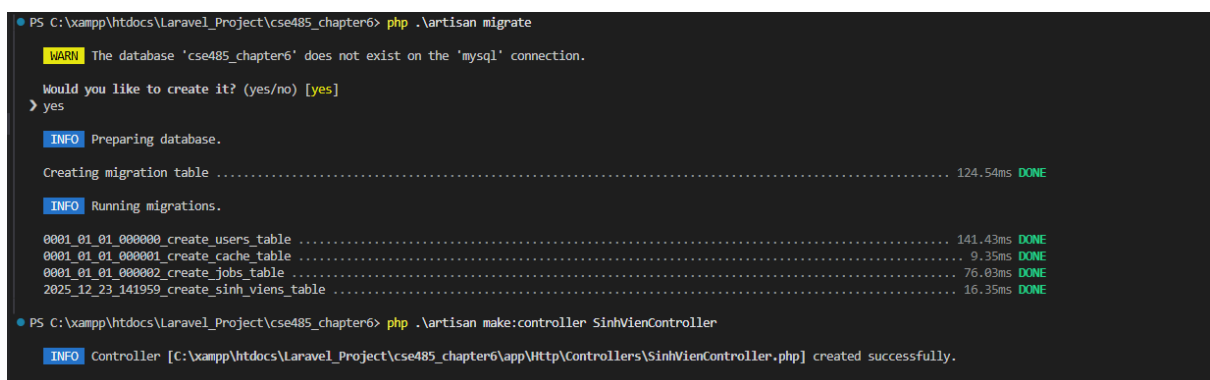 PS C:\xampp\htdocs\Laravel_Project\cse485_chapter6> php .\artisan migrate
WARN The database 'cse485_chapter6' does not exist on the 'mysql' connection.
Would you like to create it? (yes/no) [yes]
❯ yes
INFO Preparing database.
Creating migration table ........................................................................................................ 124.54ms DONE
INFO Running migrations.
0001_01_01_000000_create_users_table ............................................................................................ 141.43ms DONE
0001_01_01_000001_create_cache_table .............................................................................................. 9.35ms DONE
0001_01_01_000002_create_jobs_table .............................................................................................. 76.03ms DONE
2025_12_23_141959_create_sinh_viens_table ........................................................................................ 16.35ms DONE
PS C:\xampp\htdocs\Laravel_Project\cse485_chapter6> php .\artisan make:controller SinhVienController
INFO Controller [C:\xampp\htdocs\Laravel_Project\cse485_chapter6\app\Http\Controllers\SinhVienController.php] created successfully.